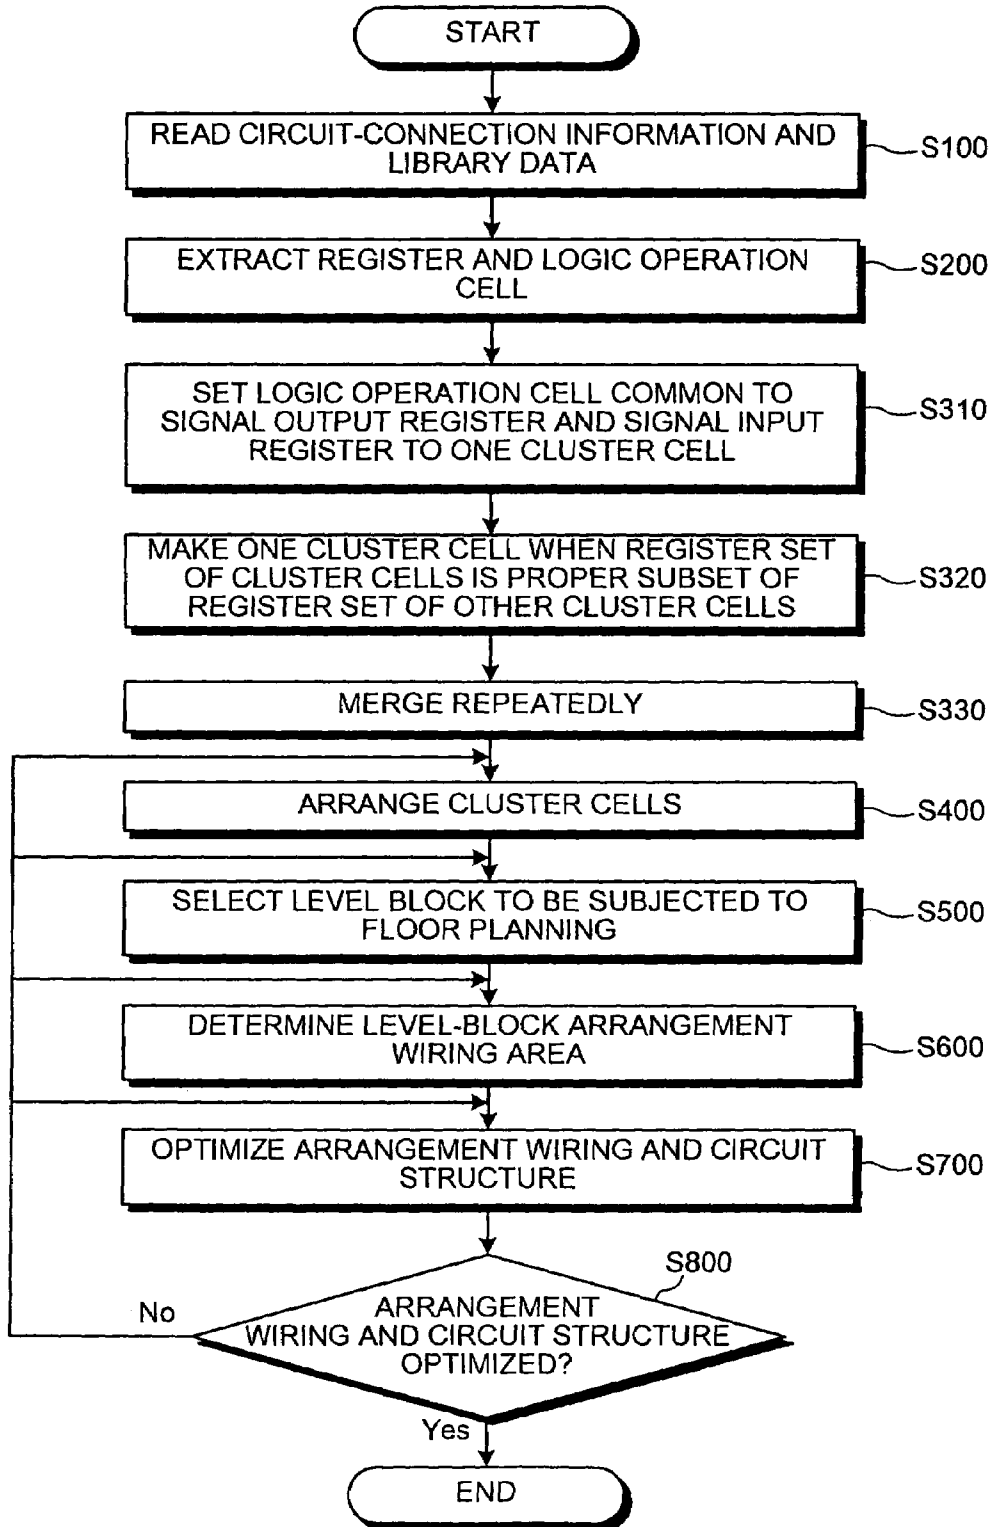 START
READ CIRCUIT-CONNECTION INFORMATION AND
LIBRARY DATA
S100
EXTRACT REGISTER AND LOGIC OPERATION
CELL
S200
SET LOGIC OPERATION CELL COMMON TO
SIGNAL OUTPUT REGISTER AND SIGNAL INPUT
REGISTER TO ONE CLUSTER CELL
S310
MAKE ONE CLUSTER CELL WHEN REGISTER SET
OF CLUSTER CELLS IS PROPER SUBSET OF
REGISTER SET OF OTHER CLUSTER CELLS
S320
MERGE REPEATEDLY
S330
ARRANGE CLUSTER CELLS
S400
SELECT LEVEL BLOCK TO BE SUBJECTED TO
FLOOR PLANNING
S500
DETERMINE LEVEL-BLOCK ARRANGEMENT
WIRING AREA
S600
OPTIMIZE ARRANGEMENT WIRING AND CIRCUIT
STRUCTURE
S700
S800
ARRANGEMENT
WIRING AND CIRCUIT STRUCTURE
OPTIMIZED?
No
Yes
END